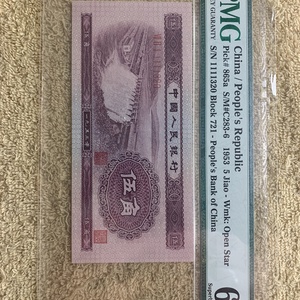 PMG
China / People's Republic
Pick# 865a S/M#C283-6 1953 5 Jiao - Wmk: Open Star
S/N 1111320 Block 721 - People's Bank of China
中國人民銀行
伍角